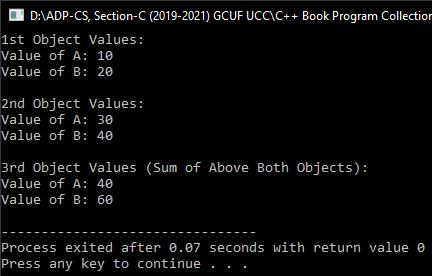 D:\ADP-CS, Section-C (2019-2021) GCUF UCC\C++ Book Program Collection
1st Object Values:
Value of A: 10
Value of B: 20
2nd Object Values:
Value of A: 30
Value of B: 40
3rd Object Values (Sum of Above Both Objects):
Value of A: 40
Value of B: 60
--------------------------------
Process exited after 0.07 seconds with return value 0
Press any key to continue . . .